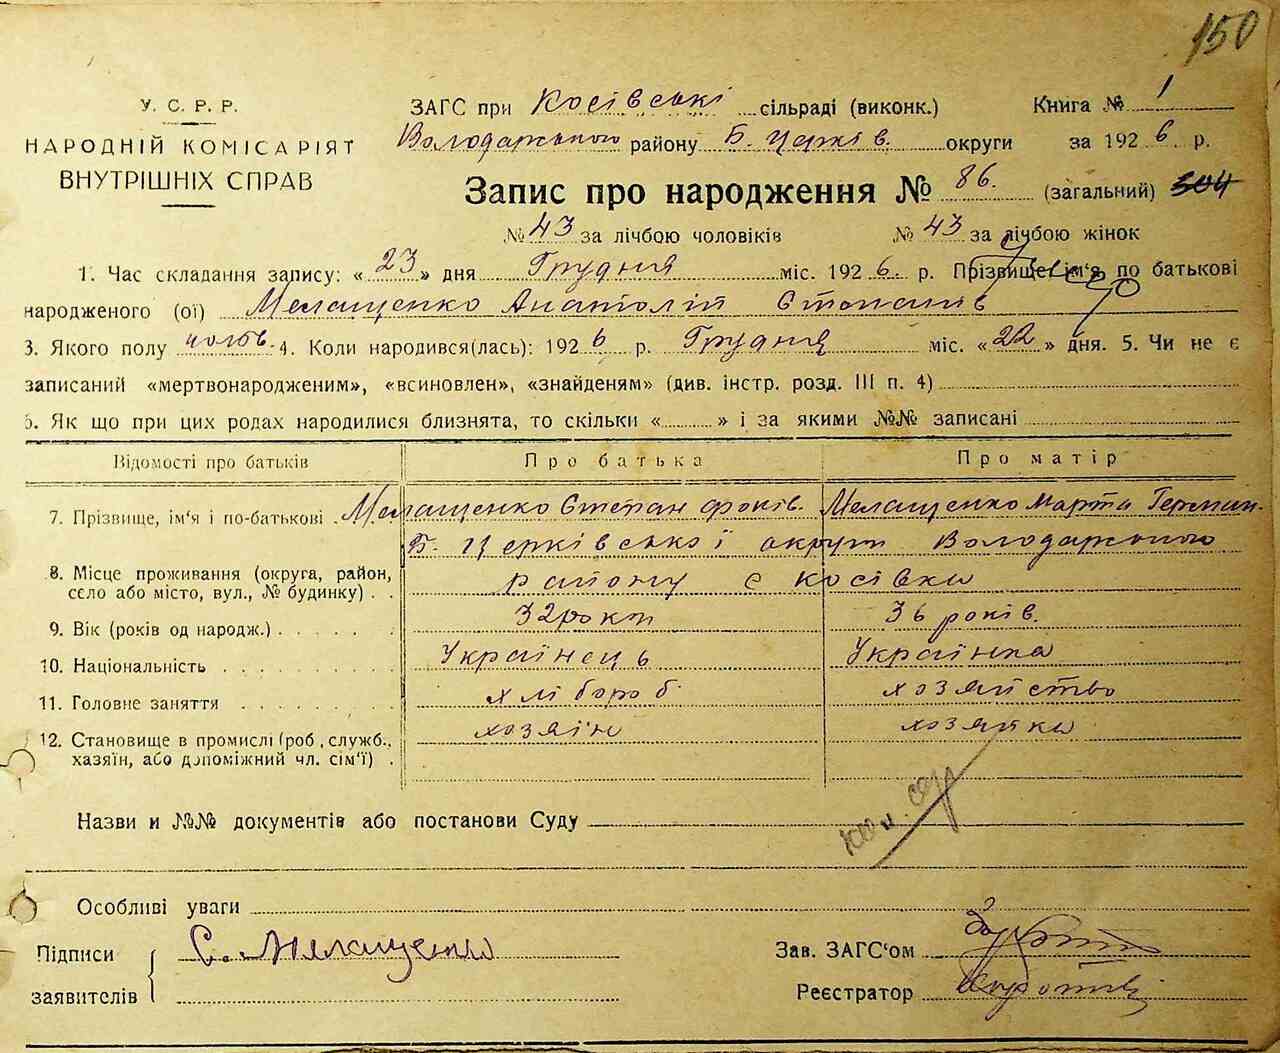 150
У. С. Р. Р.
НАРОДНІЙ КОМІСАРІЯТ
ВНУТРІШНІХ СПРАВ
ЗАГС при Косівські сільраді (виконк.) Книга № 1
Володарського району Б. Церків. округи за 1926 р.
Запис про народження № 86. (загальний) 304
№ 43 за лічбою чоловіків № 43 за лічбою жінок
1. Час складання запису: «23» дня Грудня міс. 1926 р. Прізвище, ім'я по батькові
народженого (ої) Мелащенко Анатолій Степанів
3. Якого полу чолов. 4. Коли народився(лась): 1926 р. Грудня міс. «22» дня. 5. Чи не є
записаний «мертвонародженим», «всиновлен», «знайденям» (див. інстр. розд. III п. 4)
6. Як що при цих родах народилися близнята, то скільки « » і за якими №№ записані
Відомості про батьків Про батька Про матір
7. Прізвище, ім'я і по-батькові Мелащенко Степан Фоків. Мелащенко Марта Герман.
Б. Церківської округи Володарського
8. Місце проживання (округа, район, село або місто, вул., № будинку) району с Косівка
9. Вік (років од народж.) 32 роки 36 років.
10. Національність Українець Українка
11. Головне заняття хлібороб хозяйство
12. Становище в промислі (роб., служб., хазяїн, або допоміжний чл. сім'ї) хозяїн хозяйка
Назви и №№ документів або постанови Суду
Особливі уваги
Підписи
заявителів
С. Мелащенко
Зав. ЗАГС'ом
Реєстратор